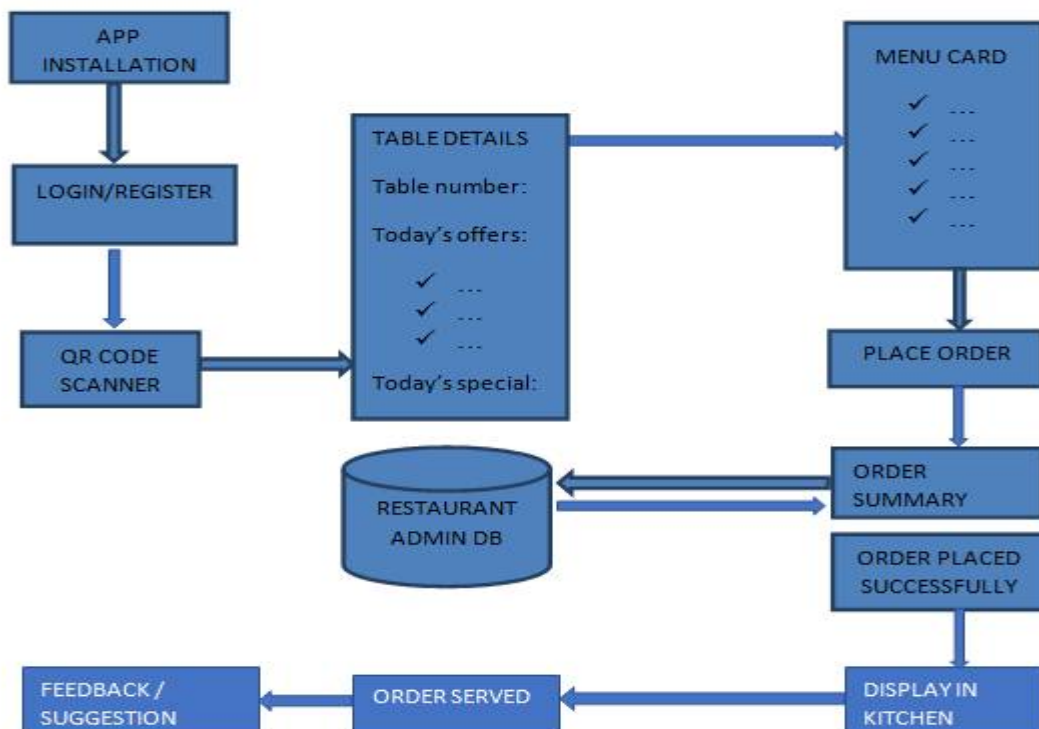 APP
INSTALLATION
LOGIN/REGISTER
QR CODE
SCANNER
TABLE DETAILS
Table number:
Today’s offers:
✓ ...
✓ ...
✓ ...
Today’s special:
MENU CARD
✓ ...
✓ ...
✓ ...
✓ ...
✓ ...
PLACE ORDER
ORDER
SUMMARY
RESTAURANT
ADMIN DB
ORDER PLACED
SUCCESSFULLY
DISPLAY IN
KITCHEN
ORDER SERVED
FEEDBACK /
SUGGESTION